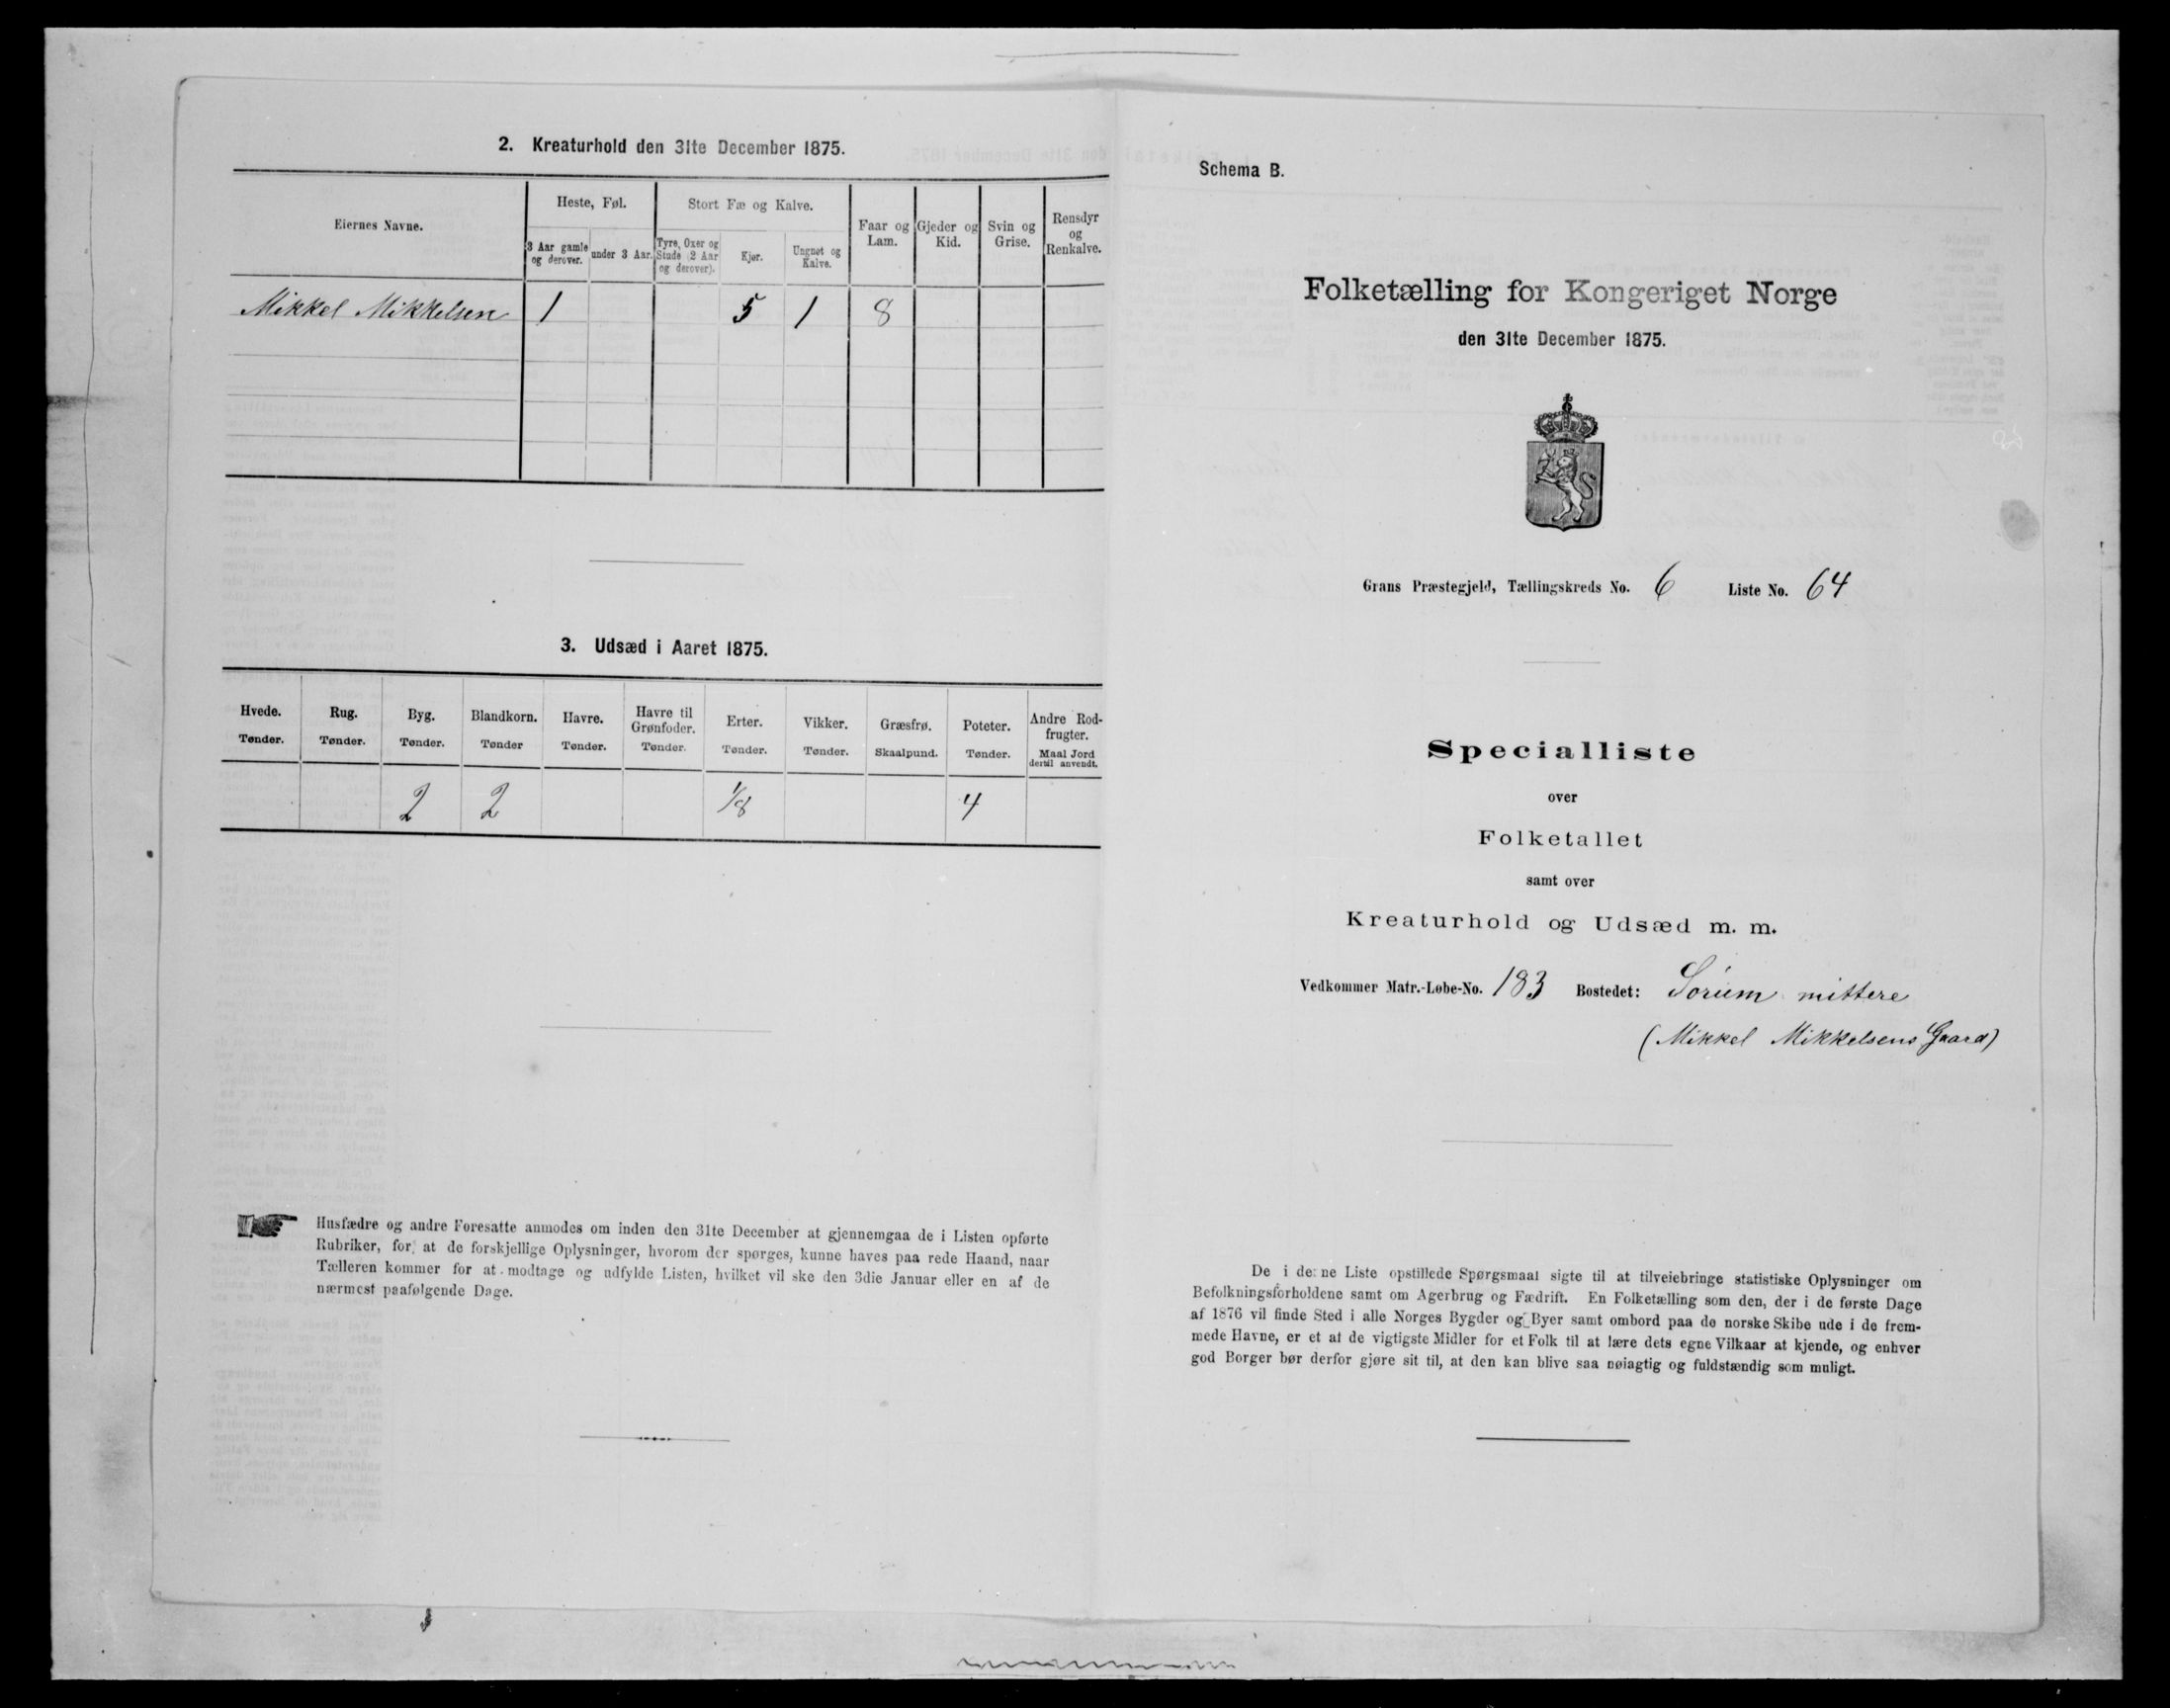 2. Kreaturhold den 31te December 1875.
Eiernes Navne.
Heste, Føl.
Stort Fæ og Kalve.
Faar og Lam.
Gjeder og Kid.
Svin og Grise.
Rensdyr og Renkalve.
3 Aar gamle og derover.
under 3 Aar.
Tyre, Oxer og Stude (2 Aar og derover).
Kjør.
Ungnøt og Kalve.
Mikkel Mikkelsen 1 5 1 8
3. Udsæd i Aaret 1875.
Hvede. Tønder.
Rug. Tønder.
Byg. Tønder.
Blandkorn. Tønder
Havre. Tønder.
Havre til Grønfoder. Tønder.
Erter. Tønder.
Vikker. Tønder.
Græsfrø. Skaalpund.
Poteter. Tønder.
Andre Rodfrugter. Maal Jord dertil anvendt.
2 2 1/8 4
Husfædre og andre Foresatte anmodes om inden den 31te December at gjennemgaa de i Listen opførte
Rubriker, for at de forskjellige Oplysninger, hvorom der spørges, kunne haves paa rede Haand, naar
Tælleren kommer for at modtage og udfylde Listen, hvilket vil ske den 3die Januar eller en af de
nærmest paafølgende Dage.
Schema B.
Folketælling for Kongeriget Norge
den 31te December 1875.
Grans Præstegjeld, Tællingskreds No. 6 Liste No. 64
Specialliste
over
Folketallet
samt over
Kreaturhold og Udsæd m. m.
Vedkommer Matr.-Løbe-No. 183 Bostedet: Sorum mittere
(Mikkel Mikkelsens Gaard)
De i denne Liste opstillede Spørgsmaal sigte til at tilveiebringe statistiske Oplysninger om
Befolkningsforholdene samt om Agerbrug og Fædrift. En Folketælling som den, der i de første Dage
af 1876 vil finde Sted i alle Norges Bygder og Byer samt ombord paa de norske Skibe ude i de frem-
mede Havne, er et af de vigtigste Midler for et Folk til at lære dets egne Vilkaar at kjende, og enhver
god Borger bør derfor gjøre sit til, at den kan blive saa nøiagtig og fuldstændig som muligt.